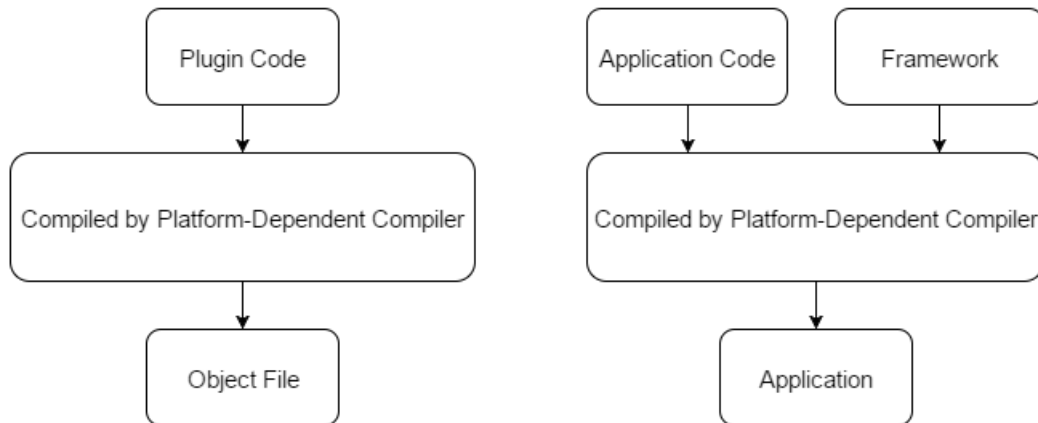 Plugin Code
Application Code
Framework
Compiled by Platform-Dependent Compiler
Compiled by Platform-Dependent Compiler
Object File
Application